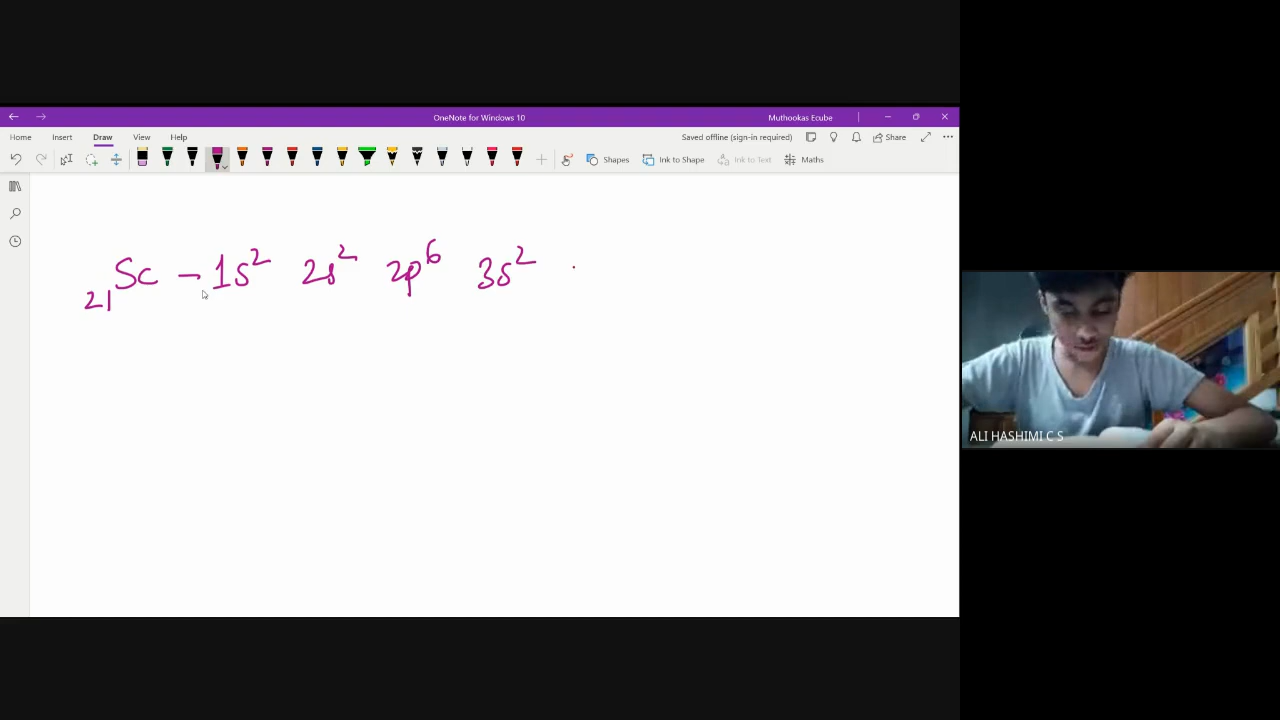 OneNote for Windows 10
Muthookas Ecube
Home Insert Draw View Help
Saved offline (sign-in required)
Share
Shapes
Ink to Shape
Ink to Text
Maths
21Sc – 1s² 2s² 2p⁶ 3s²
ALI HASHIMI C S